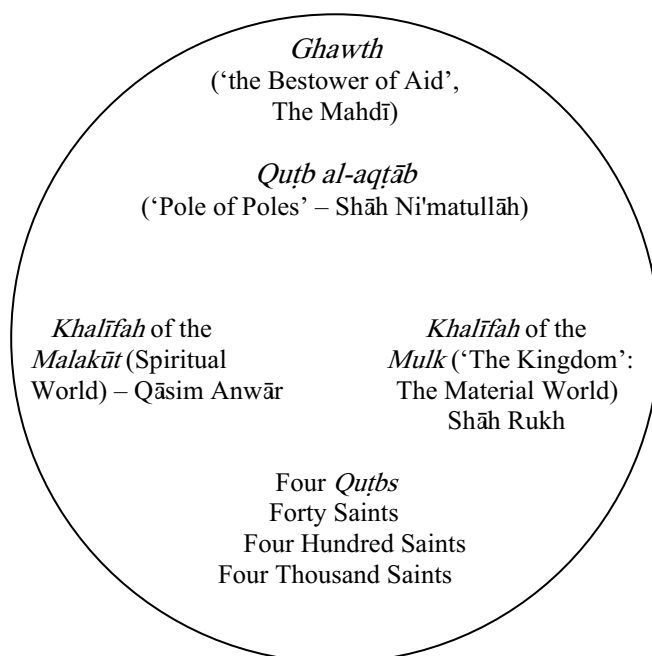 Ghawth
(‘the Bestower of Aid’,
The Mahdī)
Quṭb al-aqṭāb
(‘Pole of Poles’ – Shāh Ni'matullāh)
Khalīfah of the
Malakūt (Spiritual
World) – Qāsim Anwār
Khalīfah of the
Mulk (‘The Kingdom’:
The Material World)
Shāh Rukh
Four Quṭbs
Forty Saints
Four Hundred Saints
Four Thousand Saints